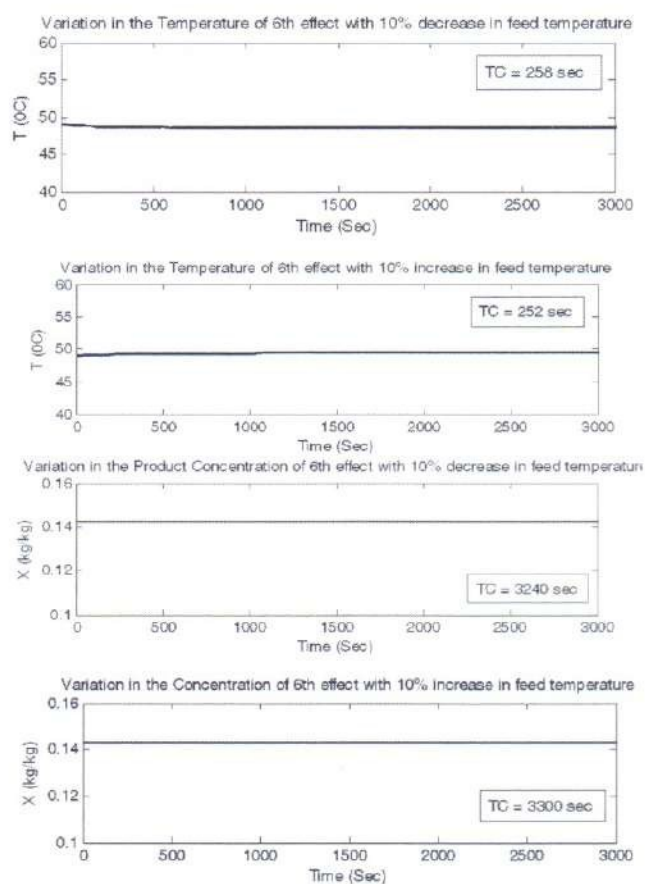 Variation in the Temperature of 6th effect with 10% decrease in feed temperature
60
55
50
45
40
T (0C)
TC = 258 sec
0 500 1000 1500 2000 2500 3000
Time (Sec)
Variation in the Temperature of 6th effect with 10% increase in feed temperature
60
55
50
45
40
T (0C)
TC = 252 sec
0 500 1000 1500 2000 2500 3000
Time (Sec)
Variation in the Product Concentration of 6th effect with 10% decrease in feed temperatur
0.16
0.14
0.12
0.1
X (kg/kg)
TC = 3240 sec
0 500 1000 1500 2000 2500 3000
Time (Sec)
Variation in the Concentration of 6th effect with 10% increase in feed temperature
0.16
0.14
0.12
0.1
X (kg/kg)
TC = 3300 sec
0 500 1000 1500 2000 2500 3000
Time (Sec)